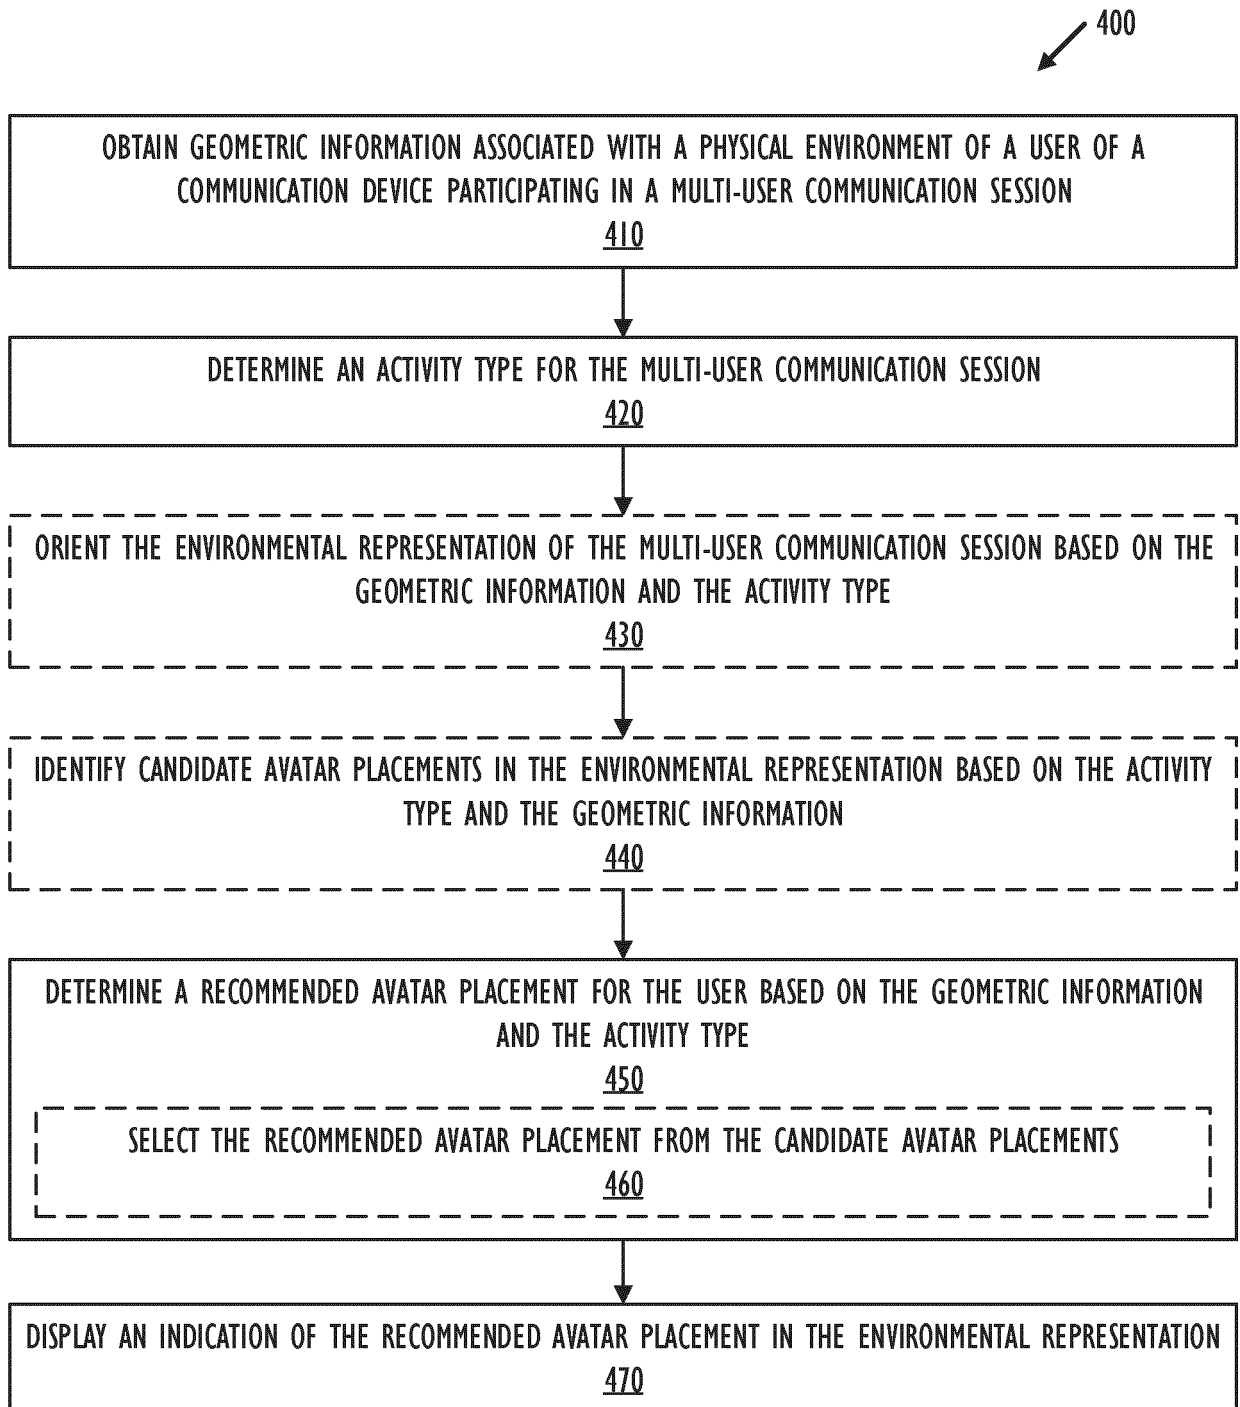 400
OBTAIN GEOMETRIC INFORMATION ASSOCIATED WITH A PHYSICAL ENVIRONMENT OF A USER OF A
COMMUNICATION DEVICE PARTICIPATING IN A MULTI-USER COMMUNICATION SESSION
410
DETERMINE AN ACTIVITY TYPE FOR THE MULTI-USER COMMUNICATION SESSION
420
ORIENT THE ENVIRONMENTAL REPRESENTATION OF THE MULTI-USER COMMUNICATION SESSION BASED ON THE
GEOMETRIC INFORMATION AND THE ACTIVITY TYPE
430
IDENTIFY CANDIDATE AVATAR PLACEMENTS IN THE ENVIRONMENTAL REPRESENTATION BASED ON THE ACTIVITY
TYPE AND THE GEOMETRIC INFORMATION
440
DETERMINE A RECOMMENDED AVATAR PLACEMENT FOR THE USER BASED ON THE GEOMETRIC INFORMATION
AND THE ACTIVITY TYPE
450
SELECT THE RECOMMENDED AVATAR PLACEMENT FROM THE CANDIDATE AVATAR PLACEMENTS
460
DISPLAY AN INDICATION OF THE RECOMMENDED AVATAR PLACEMENT IN THE ENVIRONMENTAL REPRESENTATION
470